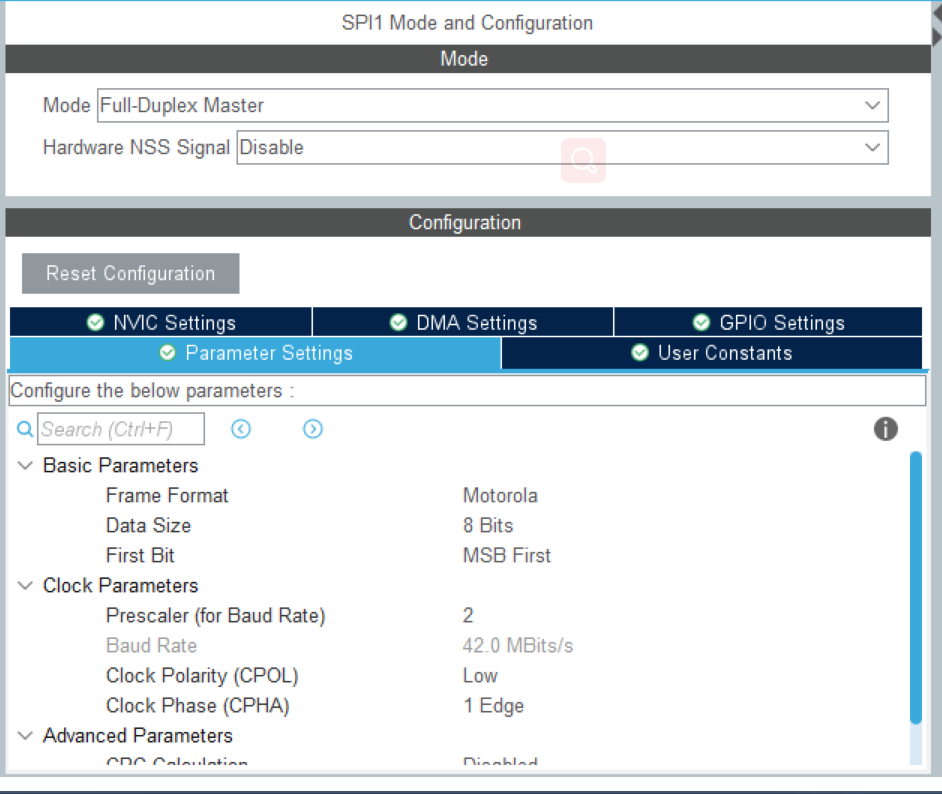 SPI1 Mode and Configuration
Mode
Mode Full-Duplex Master
Hardware NSS Signal Disable
Configuration
Reset Configuration
NVIC Settings DMA Settings GPIO Settings
Parameter Settings User Constants
Configure the below parameters :
Search (Ctrl+F)
Basic Parameters
Frame Format Motorola
Data Size 8 Bits
First Bit MSB First
Clock Parameters
Prescaler (for Baud Rate) 2
Baud Rate 42.0 MBits/s
Clock Polarity (CPOL) Low
Clock Phase (CPHA) 1 Edge
Advanced Parameters
CRC Calculation Disabled